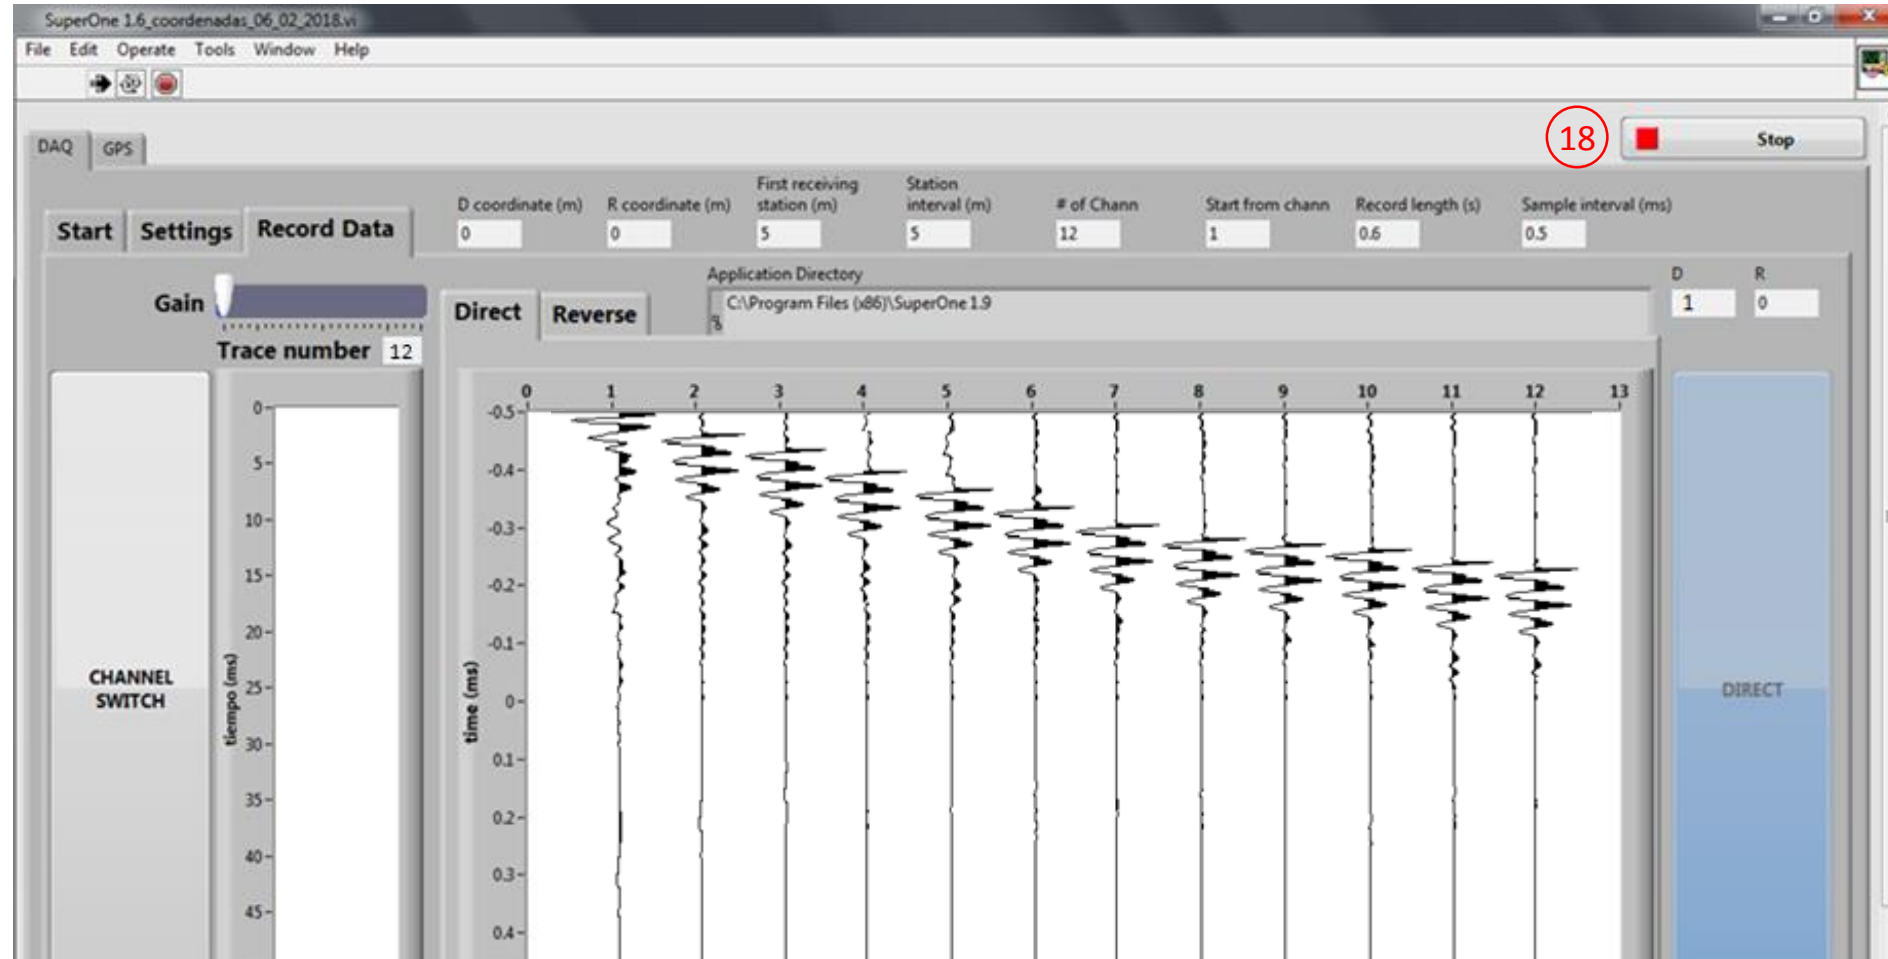 SuperOne 1.6_coordenadas_06_02_2018.vi
File Edit Operate Tools Window Help
18
Stop
DAQ GPS
D coordinate (m) R coordinate (m) First receiving station (m) Station interval (m) # of Chann Start from chann Record length (s) Sample interval (ms)
Start Settings Record Data
0 0 5 5 12 1 0.6 0.5
Application Directory
D R
Gain
C:\Program Files (x86)\SuperOne 1.9
1 0
Direct Reverse
Trace number 12
0 1 2 3 4 5 6 7 8 9 10 11 12 13
CHANNEL
SWITCH
tiempo (ms)
0
5
10
15
20
25
30
35
40
45
time (ms)
-0.5
-0.4
-0.3
-0.2
-0.1
0
0.1
0.2
0.3
0.4
DIRECT